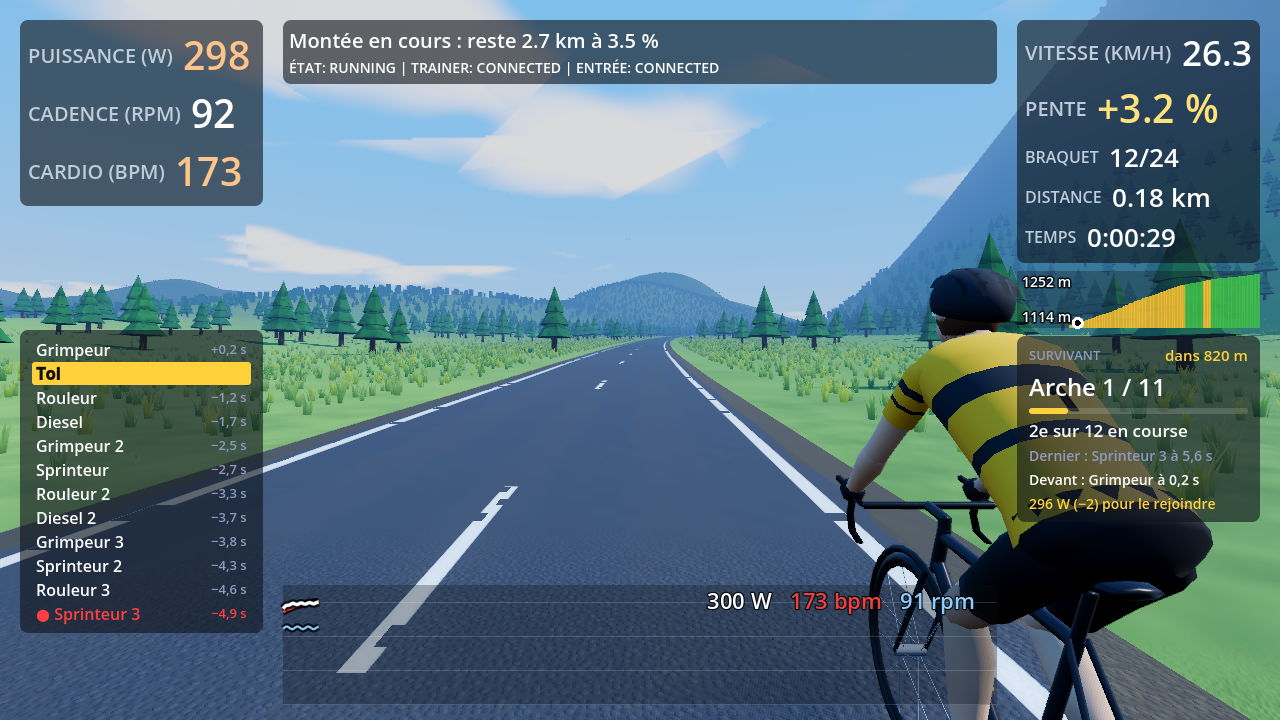 PUISSANCE (W) 298
CADENCE (RPM) 92
CARDIO (BPM) 173
Montée en cours : reste 2.7 km à 3.5 %
ÉTAT: RUNNING | TRAINER: CONNECTED | ENTRÉE: CONNECTED
VITESSE (KM/H) 26.3
PENTE +3.2 %
BRAQUET 12/24
DISTANCE 0.18 km
TEMPS 0:00:29
1252 m
1114 m
SURVIVANT dans 820 m
Arche 1 / 11
2e sur 12 en course
Dernier : Sprinteur 3 à 5,6 s
Devant : Grimpeur à 0,2 s
296 W (−2) pour le rejoindre
Grimpeur +0,2 s
Toi
Rouleur −1,2 s
Diesel −1,7 s
Grimpeur 2 −2,5 s
Sprinteur −2,7 s
Rouleur 2 −3,3 s
Diesel 2 −3,7 s
Grimpeur 3 −3,8 s
Sprinteur 2 −4,3 s
Rouleur 3 −4,6 s
Sprinteur 3 −4,9 s
300 W 173 bpm 91 rpm